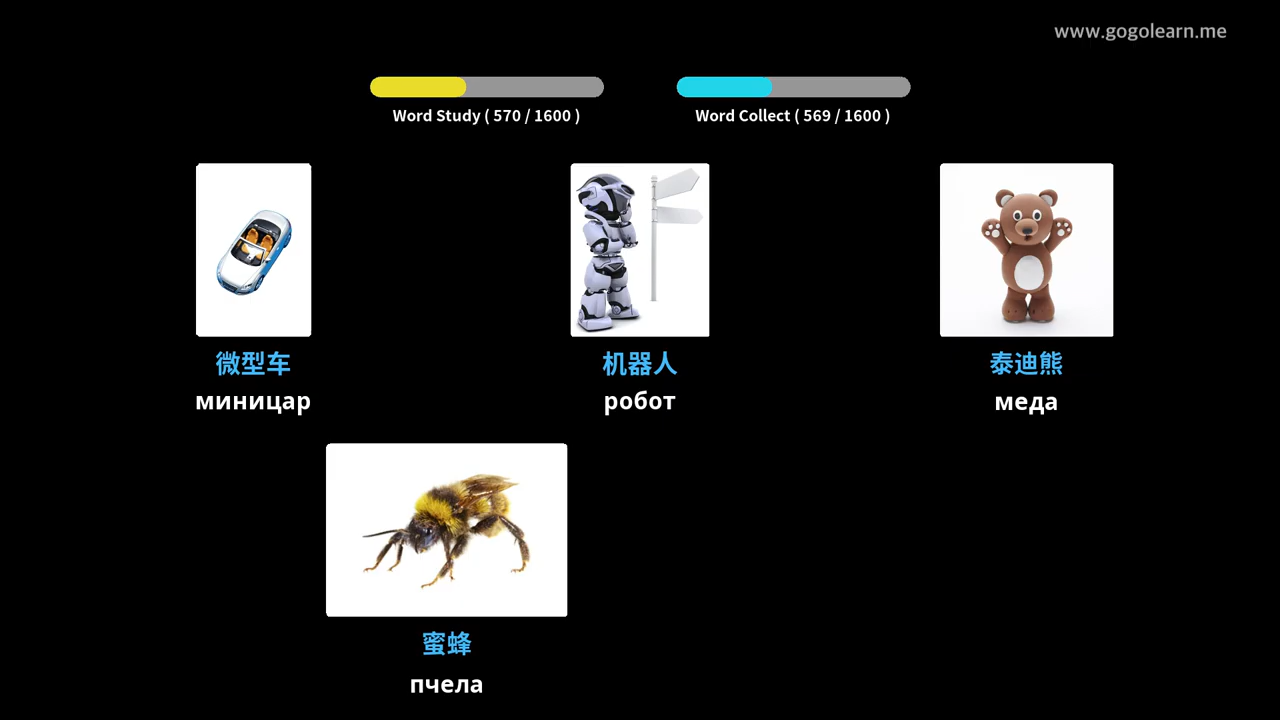 www.gogolearn.me
Word Study ( 570 / 1600 )
Word Collect ( 569 / 1600 )
微型车
机器人
泰迪熊
миницар
робот
меда
蜜蜂
пчела